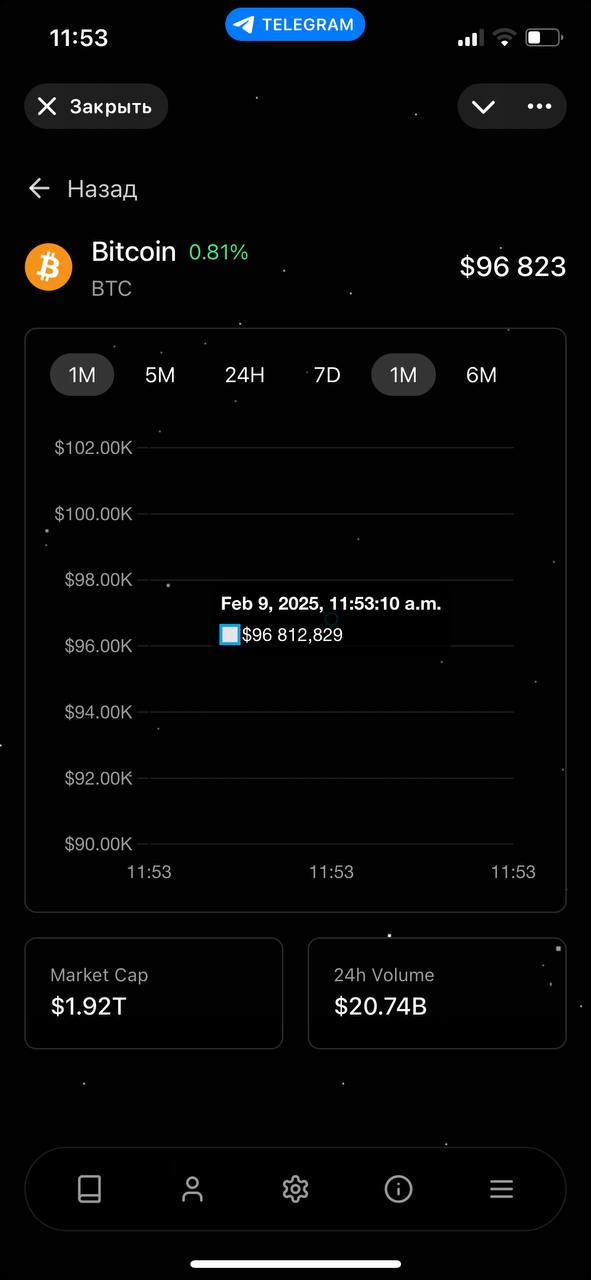 11:53
TELEGRAM
Закрыть
Назад
Bitcoin 0.81%
BTC
$96 823
1M 5M 24H 7D 1M 6M
$102.00K
$100.00K
$98.00K
Feb 9, 2025, 11:53:10 a.m.
$96 812,829
$96.00K
$94.00K
$92.00K
$90.00K
11:53 11:53 11:53
Market Cap
$1.92T
24h Volume
$20.74B